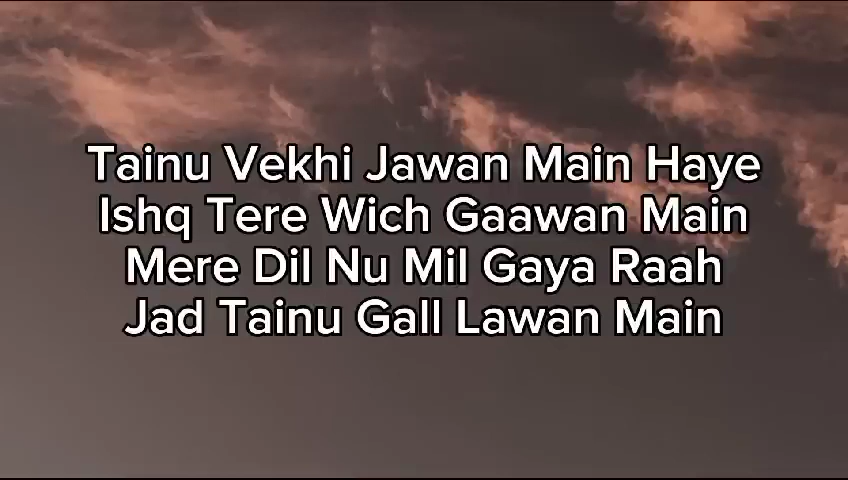 Tainu Vekhi Jawan Main Haye
Ishq Tere Wich Gaawan Main
Mere Dil Nu Mil Gaya Raah
Jad Tainu Gall Lawan Main